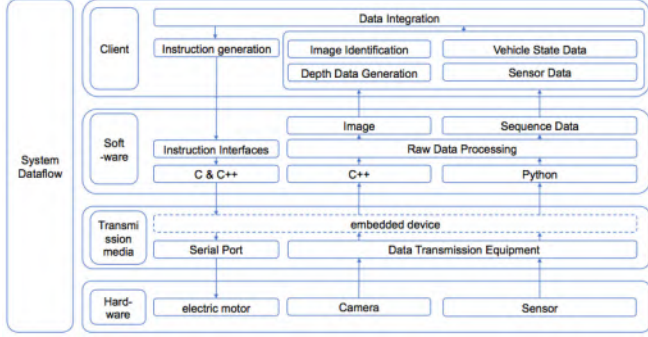 System
Dataflow
Client
Data Integration
Instruction generation
Image Identification
Vehicle State Data
Depth Data Generation
Sensor Data
Soft
-ware
Image
Sequence Data
Instruction Interfaces
Raw Data Processing
C & C++
C++
Python
Transmi
ssion
media
embedded device
Serial Port
Data Transmission Equipment
Hard-
ware
electric motor
Camera
Sensor